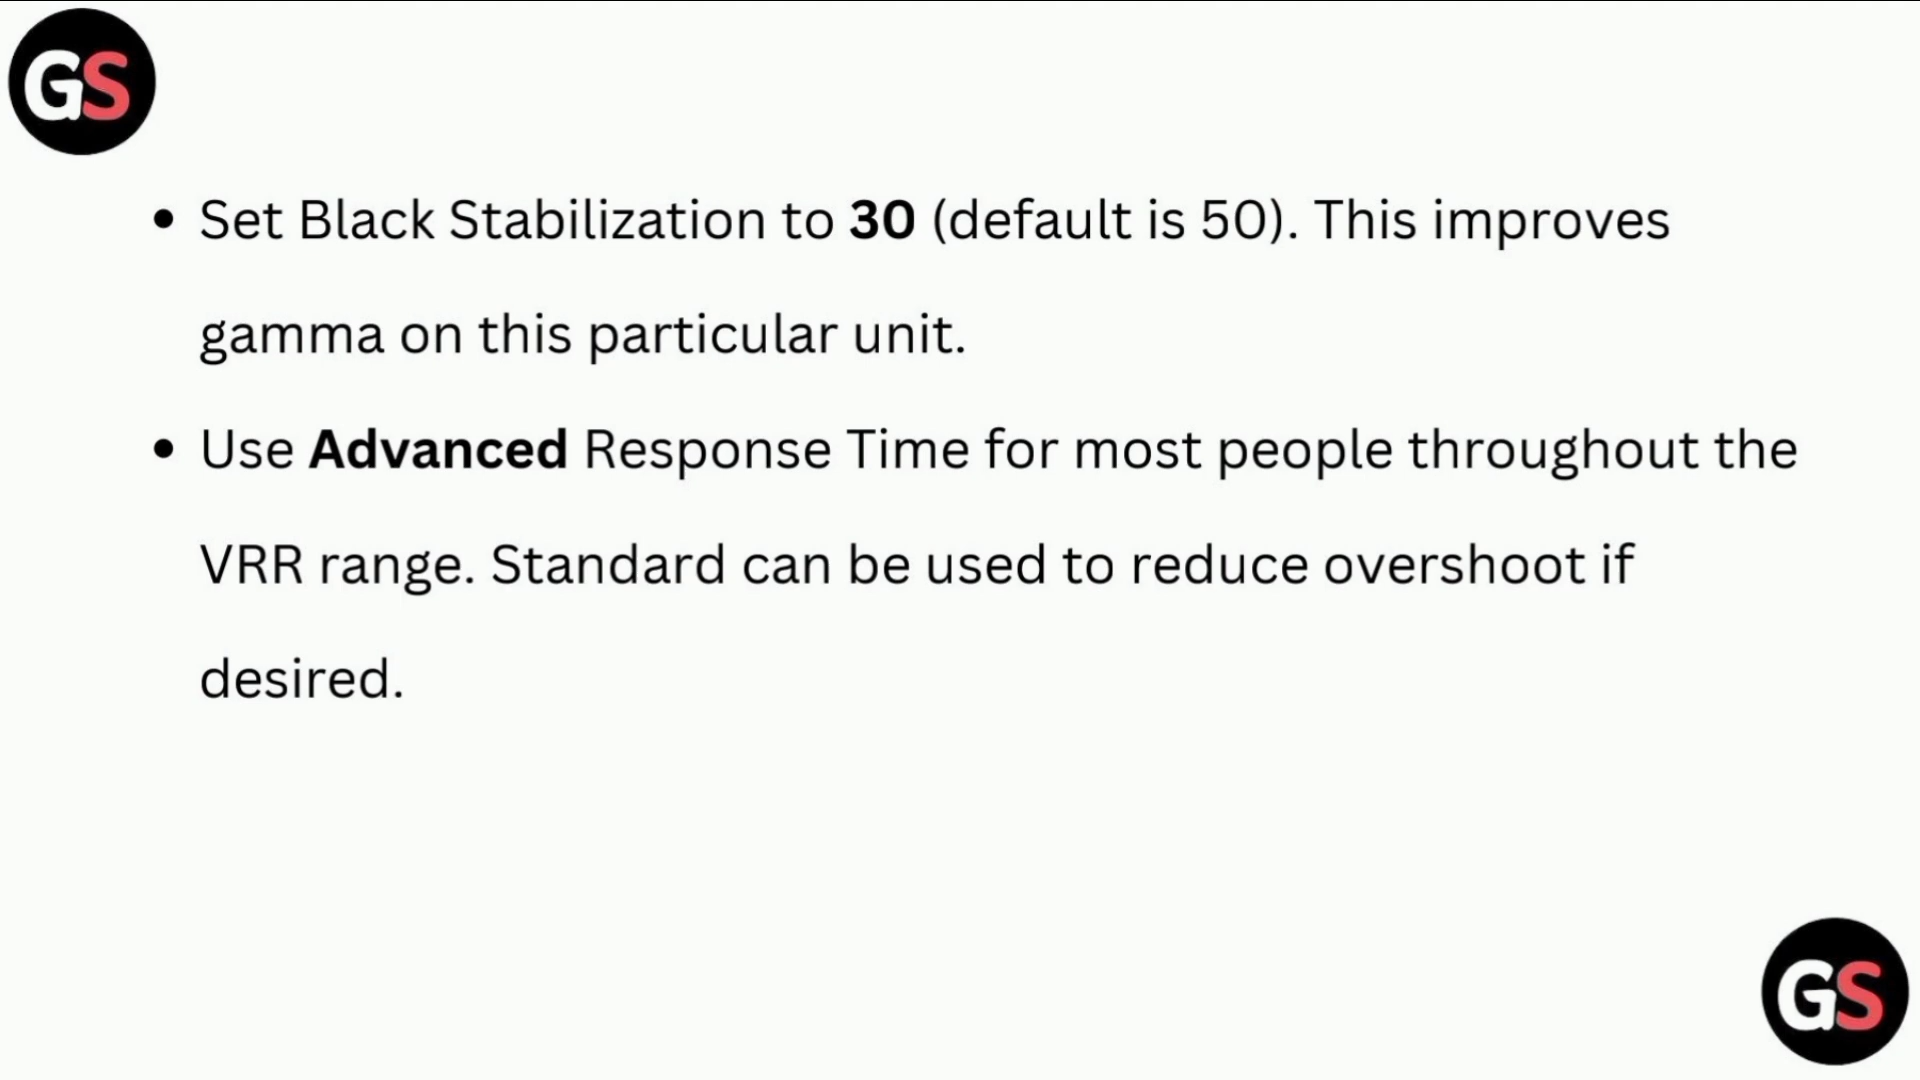 GS
• Set Black Stabilization to 30 (default is 50). This improves
gamma on this particular unit.
• Use Advanced Response Time for most people throughout the
VRR range. Standard can be used to reduce overshoot if
desired.
GS